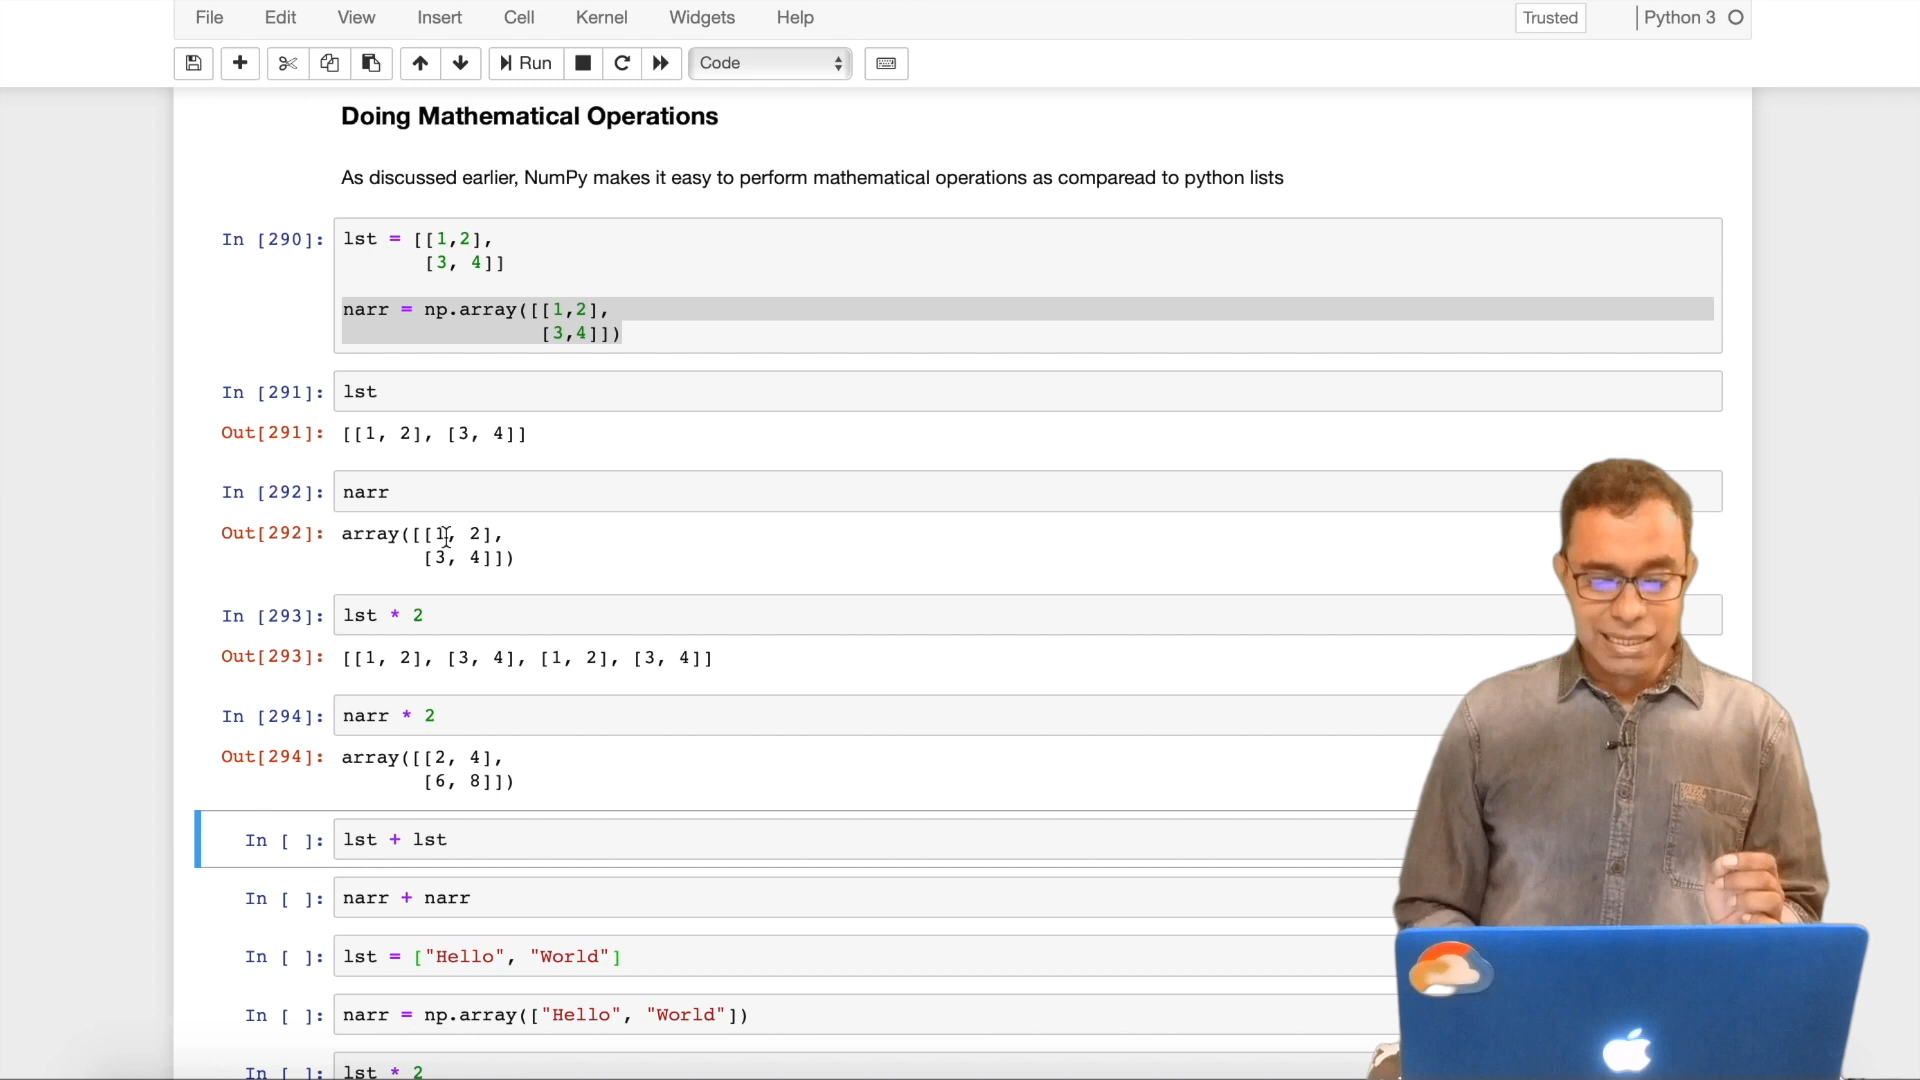 File Edit View Insert Cell Kernel Widgets Help Trusted Python 3
Run Code
Doing Mathematical Operations
As discussed earlier, NumPy makes it easy to perform mathematical operations as comparead to python lists
In [290]: lst = [[1,2],
[3, 4]]
narr = np.array([[1,2],
[3,4]])
In [291]: lst
Out[291]: [[1, 2], [3, 4]]
In [292]: narr
Out[292]: array([[1, 2],
[3, 4]])
In [293]: lst * 2
Out[293]: [[1, 2], [3, 4], [1, 2], [3, 4]]
In [294]: narr * 2
Out[294]: array([[2, 4],
[6, 8]])
In [ ]: lst + lst
In [ ]: narr + narr
In [ ]: lst = ["Hello", "World"]
In [ ]: narr = np.array(["Hello", "World"])
In [ ]: lst * 2